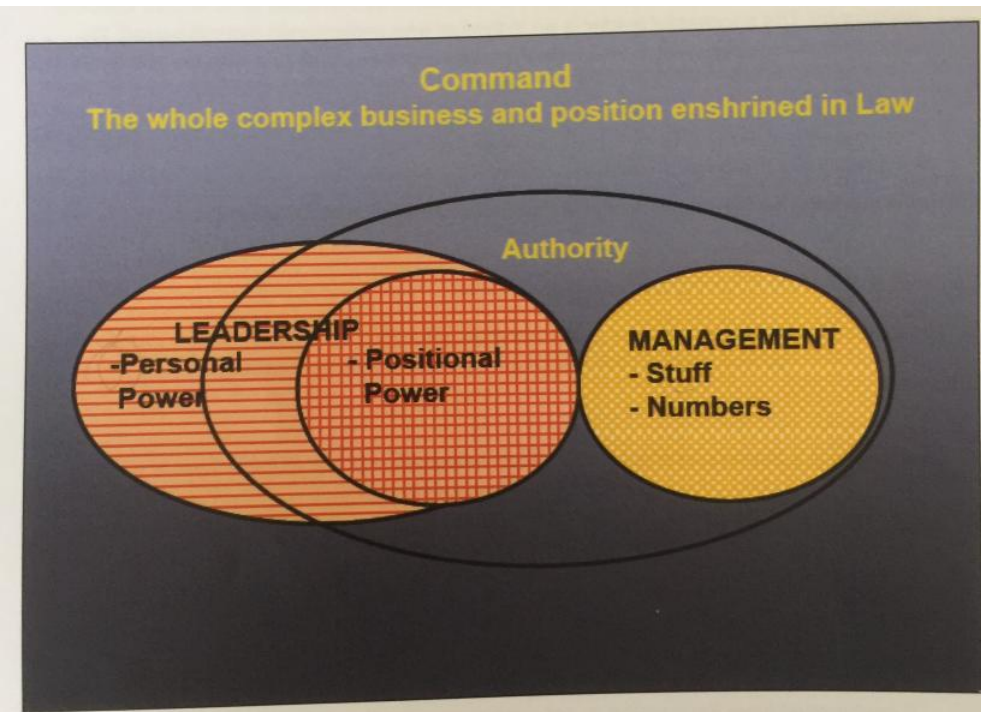 Command
The whole complex business and position enshrined in Law
Authority
LEADERSHIP
-Personal
Power
- Positional
Power
MANAGEMENT
- Stuff
- Numbers